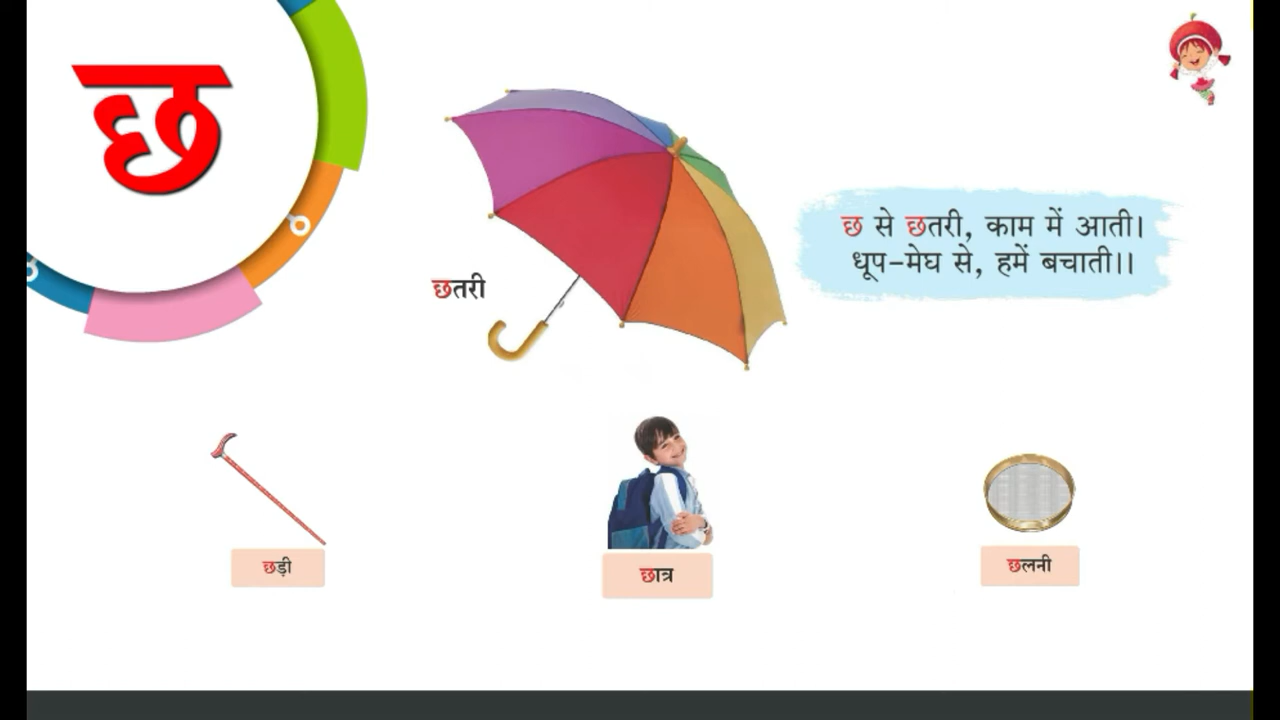 छ
छ से छतरी, काम में आती।
धूप-मेघ से, हमें बचाती।।
छतरी
छड़ी
छात्र
छलनी